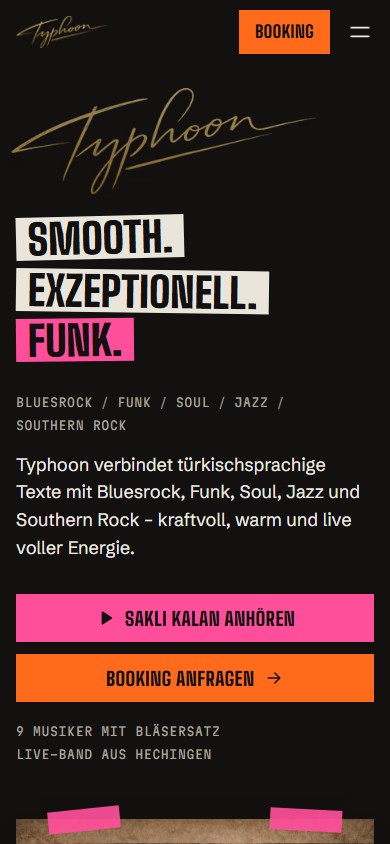 Typhoon
BOOKING
Typhoon
SMOOTH.
EXZEPTIONELL.
FUNK.
BLUESROCK / FUNK / SOUL / JAZZ /
SOUTHERN ROCK
Typhoon verbindet türkischsprachige
Texte mit Bluesrock, Funk, Soul, Jazz und
Southern Rock – kraftvoll, warm und live
voller Energie.
SAKLI KALAN ANHÖREN
BOOKING ANFRAGEN →
9 MUSIKER MIT BLÄSERSATZ
LIVE-BAND AUS HECHINGEN